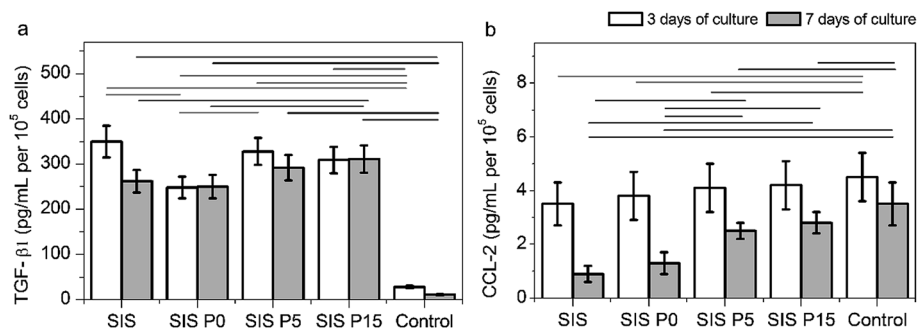 3 days of culture 7 days of culture
a
b
TGF-β1 (pg/mL per 10⁵ cells)
500
400
300
200
100
0
SIS SIS P0 SIS P5 SIS P15 Control
CCL-2 (pg/mL per 10⁵ cells)
8
6
4
2
0
SIS SIS P0 SIS P5 SIS P15 Control